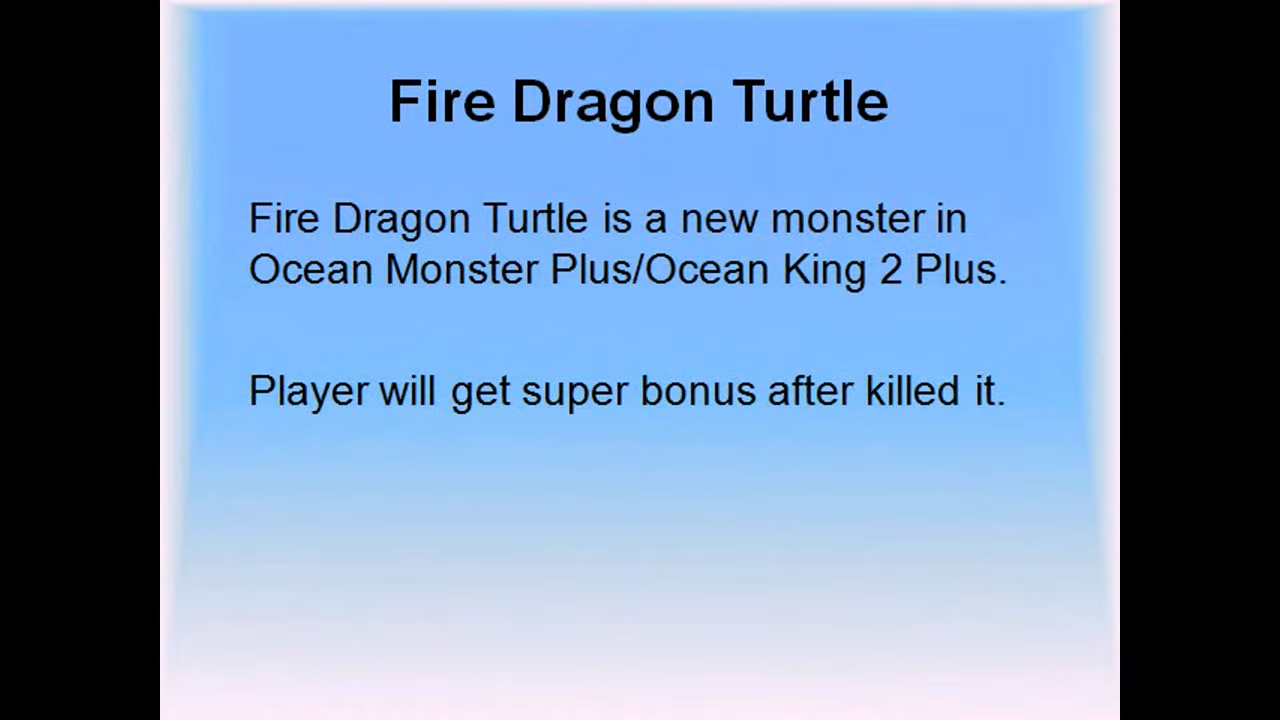 Fire Dragon Turtle
Fire Dragon Turtle is a new monster in
Ocean Monster Plus/Ocean King 2 Plus.
Player will get super bonus after killed it.